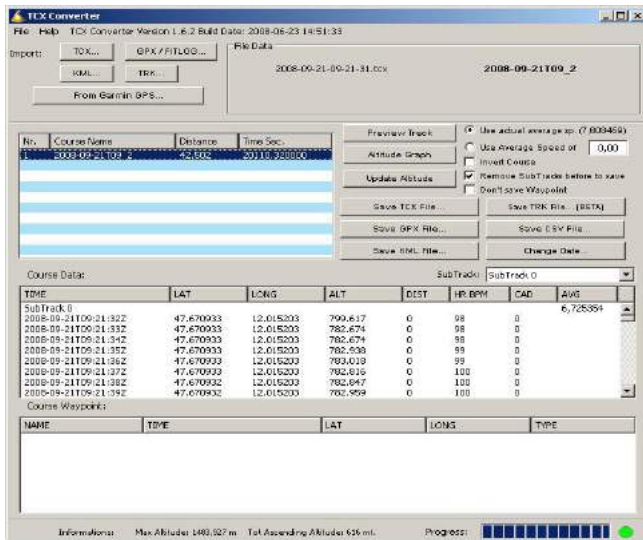 TCX Converter
File Help TCX Converter Version 1.6.2 Build Date: 2008-06-23 14:51:33
Import:
TCX...
GPX/FITLOG...
KML...
TRK...
From Garmin GPS...
File Data
2008-09-21-09-21-31.tcx
2008-09-21T09_2
Nr. Course Name Distance Time Sec.
1 2008-09-21T09_2
Preview Track
Altitude Graph
Update Altitude
Use actual average sp.
Use Average Speed of 0,00
Invert Course
Remove SubTracks before to save
Don't save Waypoint
Save TCX File...
Save TRK File... (BETA)
Save GPX File...
Save CSV File...
Save KML File...
Change Date...
Course Data:
SubTrack: SubTrack 0
TIME LAT LONG ALT DIST HR BPM CAD AVG
SubTrack 0 6,725354
2008-09-21T09:21:32Z 47.670933 12.015203 799.617 0 98 0
2008-09-21T09:21:33Z 47.670933 12.015203 782.674 0 98 0
2008-09-21T09:21:34Z 47.670933 12.015203 782.674 0 98 0
2008-09-21T09:21:35Z 47.670933 12.015203 782.938 0 99 0
2008-09-21T09:21:36Z 47.670933 12.015203 783.018 0 99 0
2008-09-21T09:21:37Z 47.670933 12.015203 782.816 0 100 0
2008-09-21T09:21:38Z 47.670932 12.015203 782.847 0 100 0
2008-09-21T09:21:39Z 47.670932 12.015203 782.959 0 100 0
Course Waypoint:
NAME TIME LAT LONG TYPE
Informations: Max Altitude: 1483,527 m Tot Ascending Altitude: 616 mt. Progress: